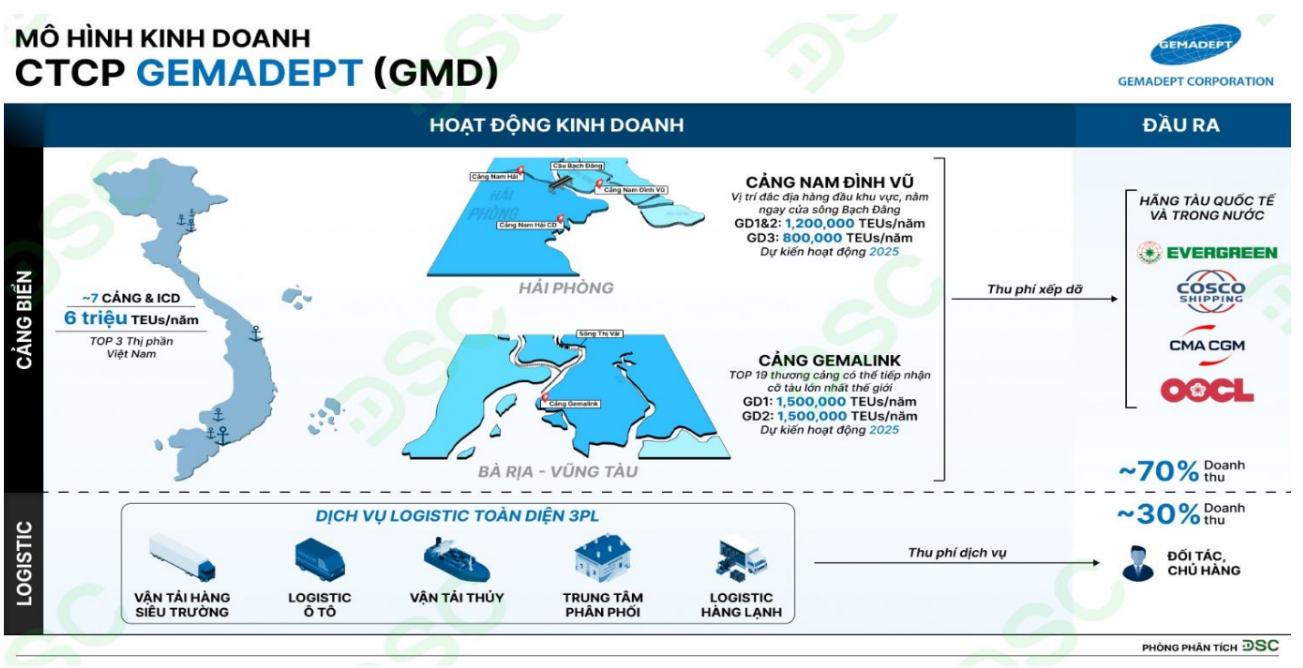 MÔ HÌNH KINH DOANH
CTCP GEMADEPT (GMD)
GEMADEPT
GEMADEPT CORPORATION
HOẠT ĐỘNG KINH DOANH
ĐẦU RA
CẢNG BIỂN
~7 CẢNG & ICD
6 triệu TEUs/năm
TOP 3 Thị phần
Việt Nam
Cầu Bạch Đằng
Cảng Nam Hải
Cảng Nam Đình Vũ
HẢI
PHÒNG
Cảng Nam Hải CD
HẢI PHÒNG
CẢNG NAM ĐÌNH VŨ
Vị trí đắc địa hàng đầu khu vực, nằm
ngay cửa sông Bạch Đằng
GD1&2: 1,200,000 TEUs/năm
GD3: 800,000 TEUs/năm
Dự kiến hoạt động 2025
Sông Thị Vải
Cảng Gemalink
BÀ RỊA - VŨNG TÀU
CẢNG GEMALINK
TOP 19 thương cảng có thể tiếp nhận
cỡ tàu lớn nhất thế giới
GD1: 1,500,000 TEUs/năm
GD2: 1,500,000 TEUs/năm
Dự kiến hoạt động 2025
Thu phí xếp dỡ
HÃNG TÀU QUỐC TẾ
VÀ TRONG NƯỚC
EVERGREEN
COSCO
SHIPPING
CMA CGM
OOCL
~70% Doanh
thu
LOGISTIC
DỊCH VỤ LOGISTIC TOÀN DIỆN 3PL
VẬN TẢI HÀNG
SIÊU TRƯỜNG
LOGISTIC
Ô TÔ
VẬN TẢI THỦY
TRUNG TÂM
PHÂN PHỐI
LOGISTIC
HÀNG LẠNH
Thu phí dịch vụ
~30% Doanh
thu
ĐỐI TÁC,
CHỦ HÀNG
PHÒNG PHÂN TÍCH DSC